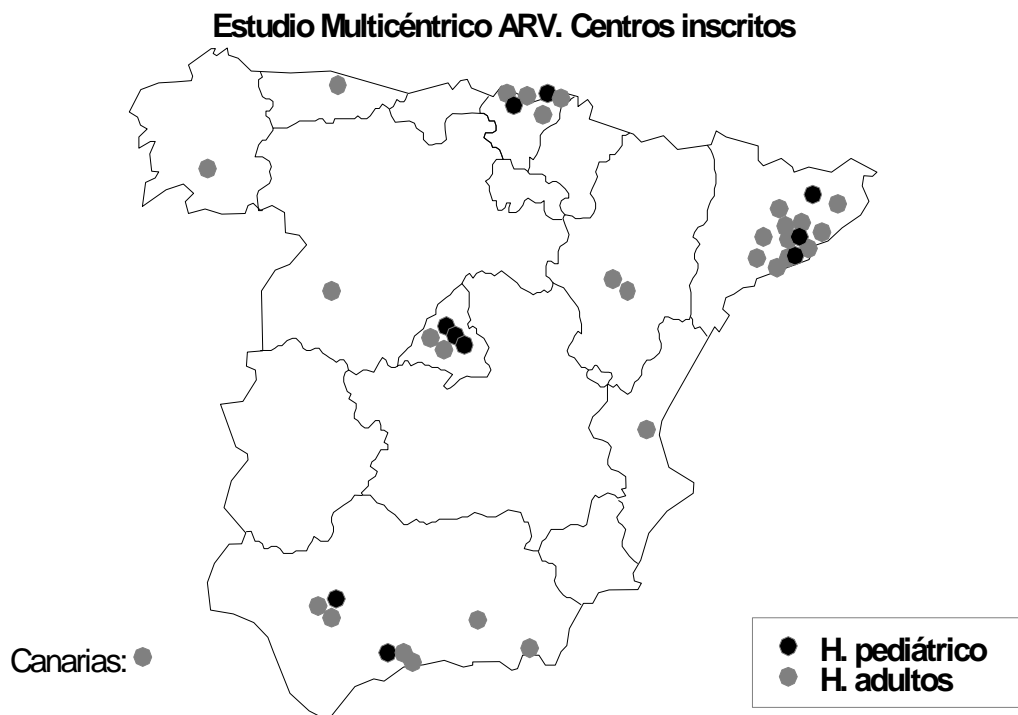 Estudio Multicéntrico ARV. Centros inscritos
Canarias:
H. pediátrico
H. adultos